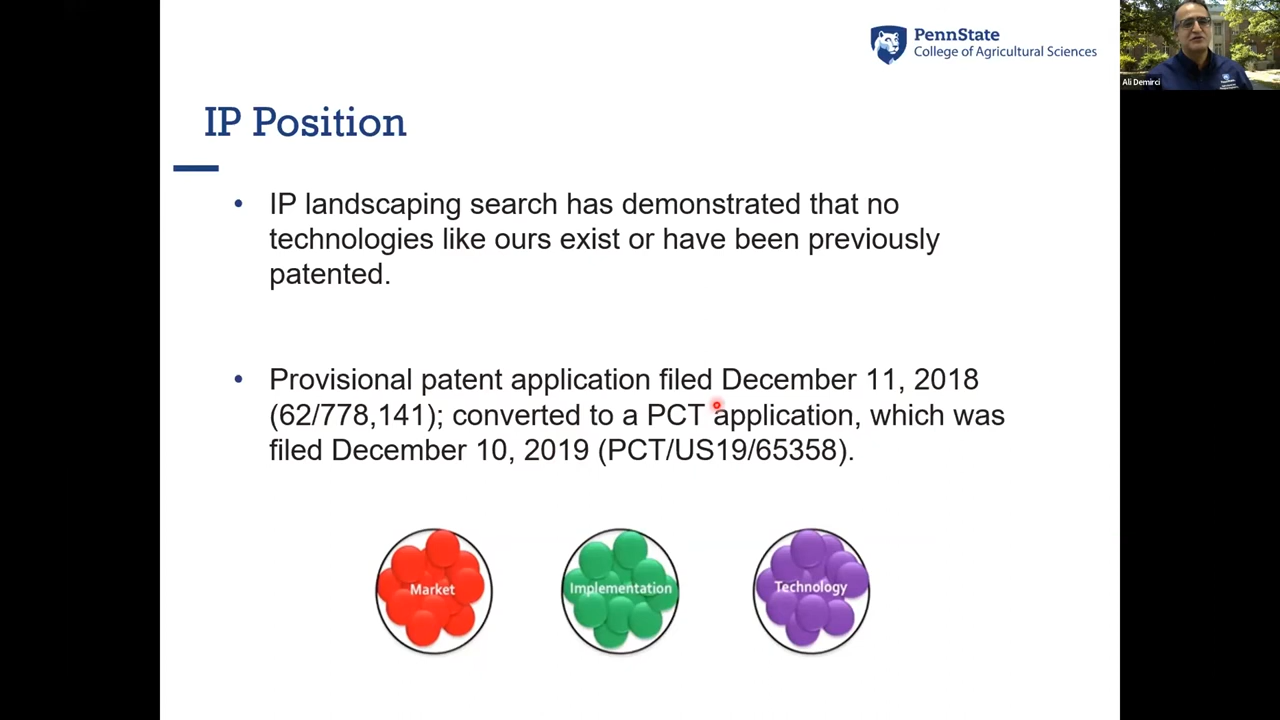 PennState
College of Agricultural Sciences
Ali Demirci
IP Position
• IP landscaping search has demonstrated that no
technologies like ours exist or have been previously
patented.
• Provisional patent application filed December 11, 2018
(62/778,141); converted to a PCT application, which was
filed December 10, 2019 (PCT/US19/65358).
Market
Implementation
Technology